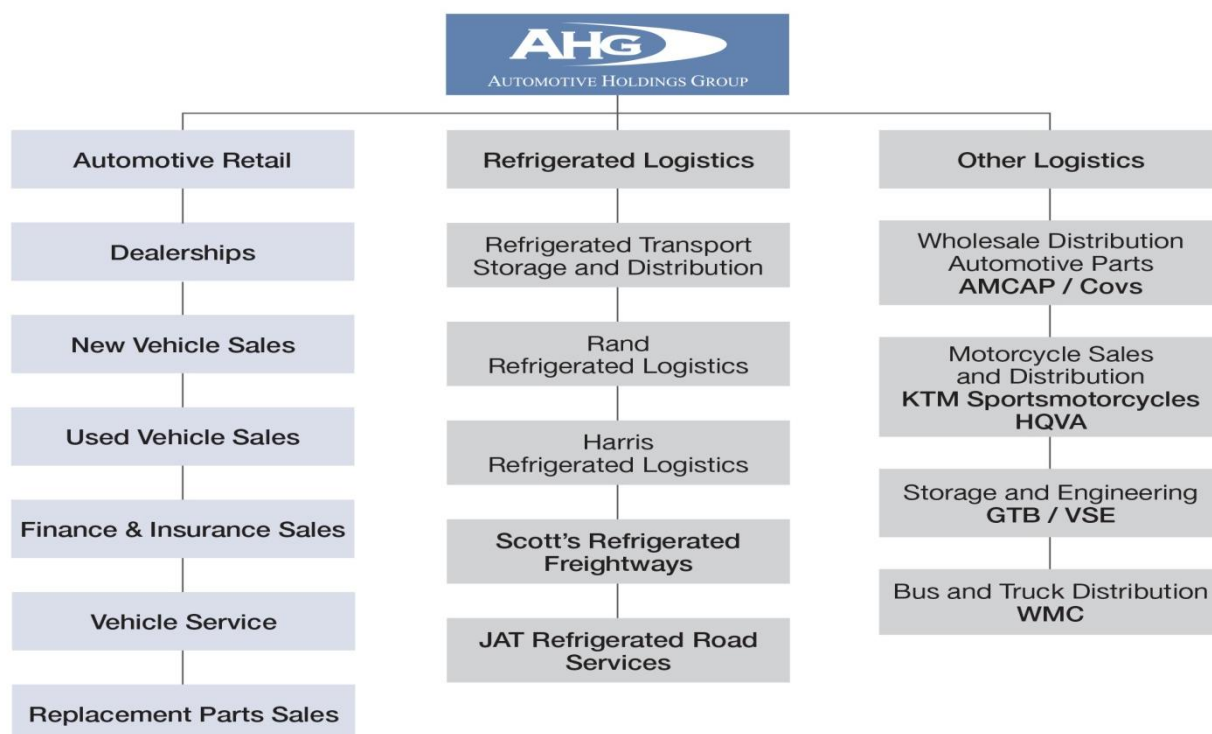 AHG
AUTOMOTIVE HOLDINGS GROUP
Automotive Retail
Dealerships
New Vehicle Sales
Used Vehicle Sales
Finance & Insurance Sales
Vehicle Service
Replacement Parts Sales
Refrigerated Logistics
Refrigerated Transport
Storage and Distribution
Rand
Refrigerated Logistics
Harris
Refrigerated Logistics
Scott’s Refrigerated
Freightways
JAT Refrigerated Road
Services
Other Logistics
Wholesale Distribution
Automotive Parts
AMCAP / Covs
Motorcycle Sales
and Distribution
KTM Sportsmotorcycles
HQVA
Storage and Engineering
GTB / VSE
Bus and Truck Distribution
WMC